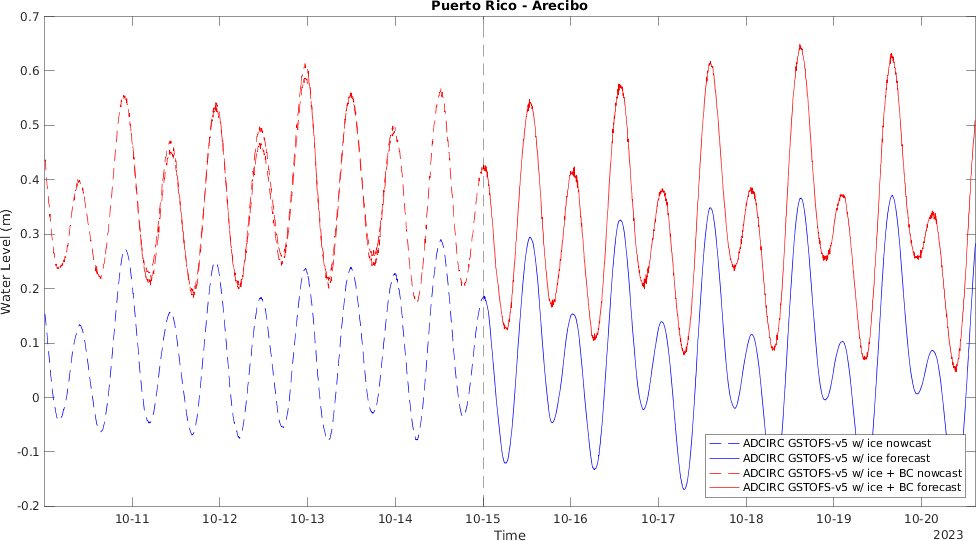 Puerto Rico - Arecibo
0.7
0.6
0.5
0.4
0.3
0.2
0.1
0
-0.1
-0.2
Water Level (m)
10-11 10-12 10-13 10-14 10-15 10-16 10-17 10-18 10-19 10-20
Time
2023
ADCIRC GSTOFS-v5 w/ ice nowcast
ADCIRC GSTOFS-v5 w/ ice forecast
ADCIRC GSTOFS-v5 w/ ice + BC nowcast
ADCIRC GSTOFS-v5 w/ ice + BC forecast